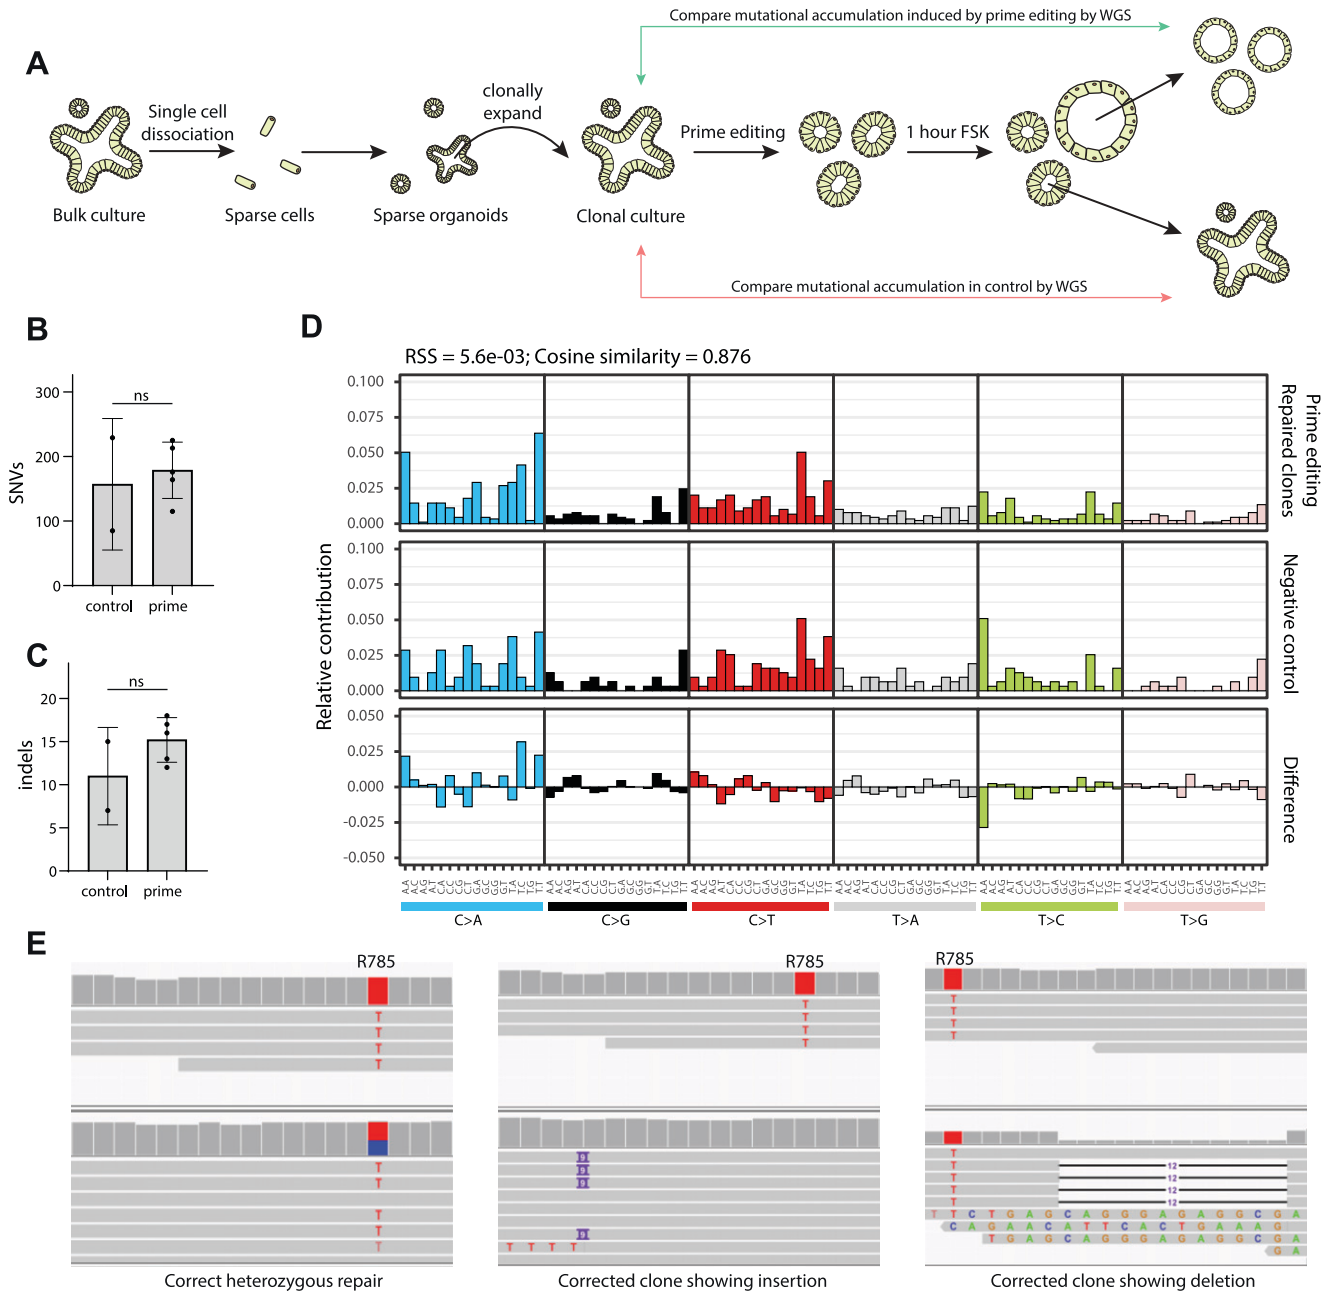 Compare mutational accumulation induced by prime editing by WGS
A
Single cell
dissociation
clonally
expand
Prime editing
1 hour FSK
Bulk culture
Sparse cells
Sparse organoids
Clonal culture
Compare mutational accumulation in control by WGS
B
ns
SNVs
300
200
100
0
control
prime
C
ns
indels
20
15
10
5
0
control
prime
D
RSS = 5.6e-03; Cosine similarity = 0.876
Relative contribution
0.100
0.075
0.050
0.025
0.000
Prime editing
Repaired clones
0.100
0.075
0.050
0.025
0.000
Negative control
0.050
0.025
0.000
-0.025
-0.050
Difference
C>A
C>G
C>T
T>A
T>C
T>G
E
R785
T
T
T
T
T
T
T
T
T
Correct heterozygous repair
R785
T
T
T
T
9
9
9
9
T T T T
Corrected clone showing insertion
R785
T
T
T
T
T
T
T
T
12
12
12
12
T T C T G A G C A G G G A G A G G C G A
C A G A A C A T T C A C T G A A A G
T G A G C A G G G A G A G G C G A
G A
Corrected clone showing deletion